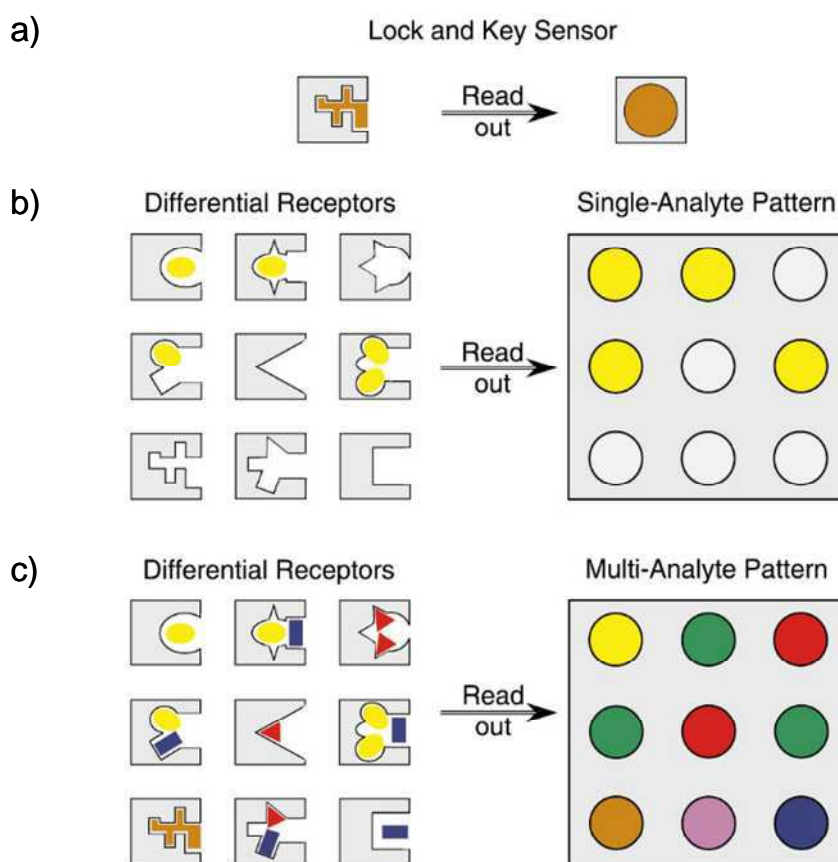 a)
Lock and Key Sensor
Read
out
b)
Differential Receptors
Single-Analyte Pattern
Read
out
c)
Differential Receptors
Multi-Analyte Pattern
Read
out